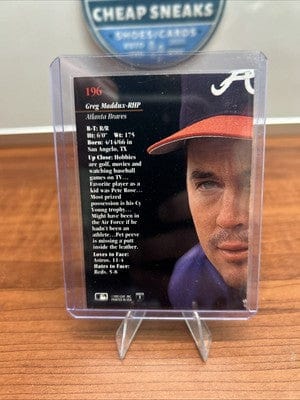 CHEAP SNEAKS
SHOES/CARDS
196
Greg Maddux-RHP
Atlanta Braves
B-T: R/R
Ht: 6'0" Wt: 175
Born: 4/14/66 in
San Angelo, TX
Up Close: Hobbies
are golf, movies and
watching baseball
games on TV...
Favorite player as a
kid was Pete Rose...
Most prized
possession is his Cy
Young trophy...
Might have been in
the Air Force if he
hadn't been an
athlete...Pet peeve
is missing a putt
inside the leather.
Loves to Face:
Astros, 11-4
Hates to Face:
Reds, 5-8
A